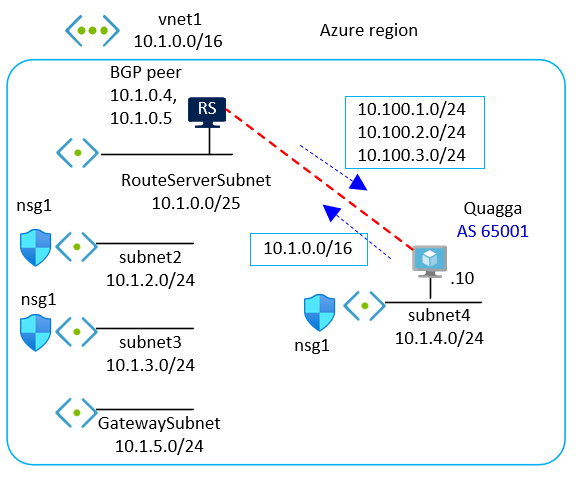 vnet1
10.1.0.0/16
Azure region
BGP peer
10.1.0.4,
10.1.0.5
RS
10.100.1.0/24
10.100.2.0/24
10.100.3.0/24
RouteServerSubnet
10.1.0.0/25
nsg1
subnet2
10.1.2.0/24
10.1.0.0/16
Quagga
AS 65001
.10
nsg1
subnet3
10.1.3.0/24
nsg1
subnet4
10.1.4.0/24
GatewaySubnet
10.1.5.0/24